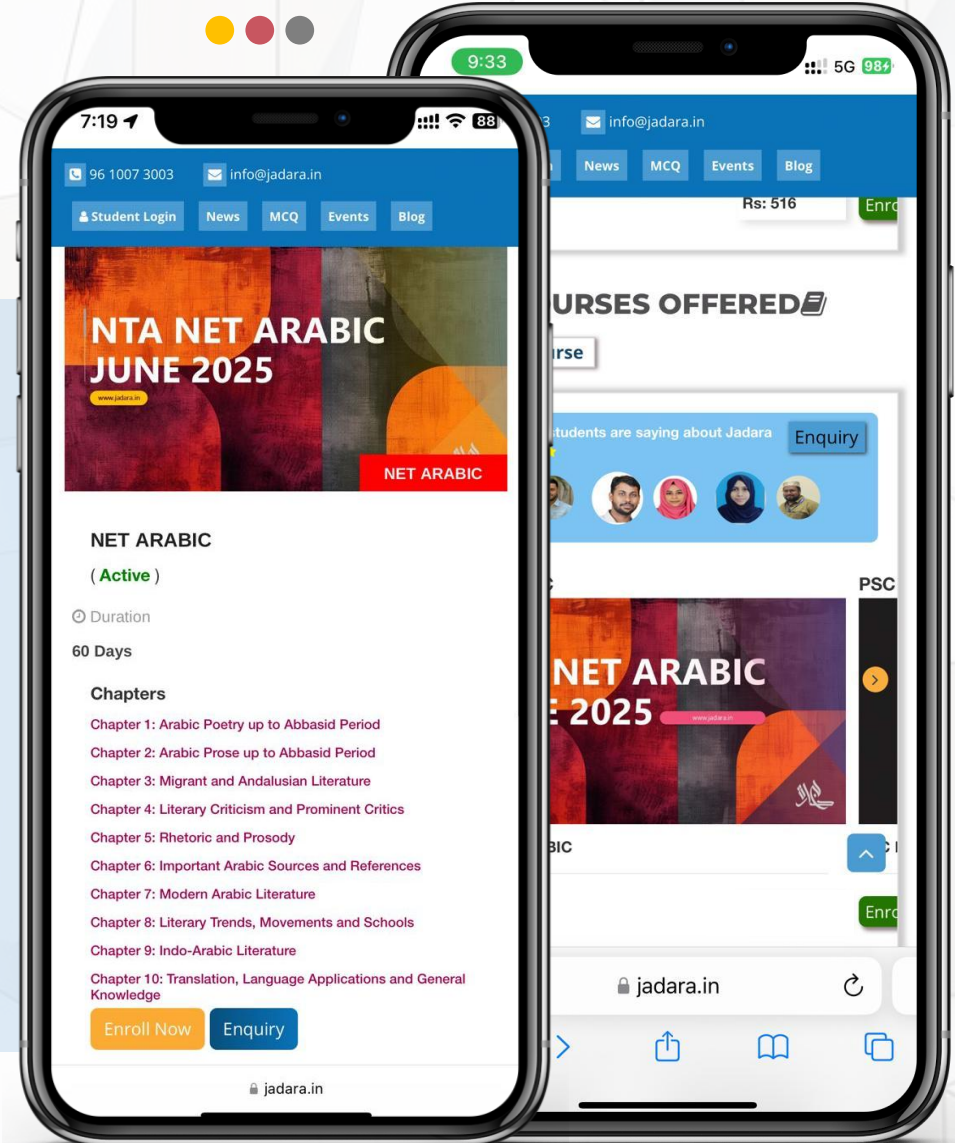 7:19
88
96 1007 3003
info@jadara.in
Student Login
News
MCQ
Events
Blog
NTA NET ARABIC
JUNE 2025
www.jadara.in
NET ARABIC
NET ARABIC
( Active )
Duration
60 Days
Chapters
Chapter 1: Arabic Poetry up to Abbasid Period
Chapter 2: Arabic Prose up to Abbasid Period
Chapter 3: Migrant and Andalusian Literature
Chapter 4: Literary Criticism and Prominent Critics
Chapter 5: Rhetoric and Prosody
Chapter 6: Important Arabic Sources and References
Chapter 7: Modern Arabic Literature
Chapter 8: Literary Trends, Movements and Schools
Chapter 9: Indo-Arabic Literature
Chapter 10: Translation, Language Applications and General
Knowledge
Enroll Now
Enquiry
jadara.in
9:33
5G 98
3
info@jadara.in
News
MCQ
Events
Blog
Rs: 516
Enro
URSES OFFERED
rse
students are saying about Jadara
Enquiry
PSC
NET ARABIC
2025
www.jadara.in
BIC
Enro
jadara.in